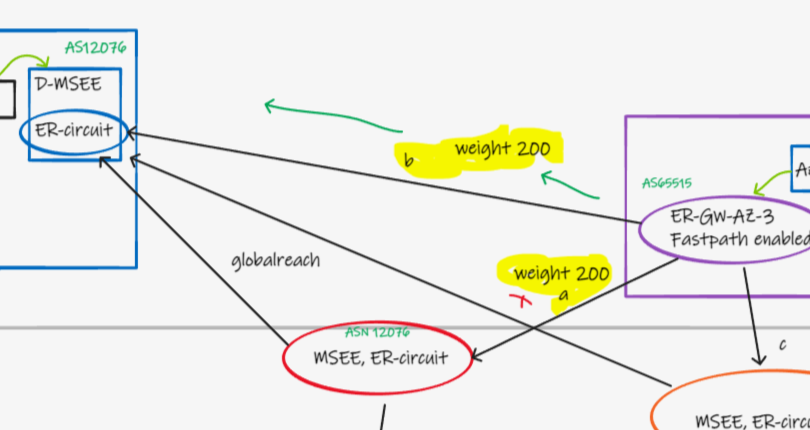 AS12076
D-MSEE
ER-circuit
b
weight 200
AS65515
ER-GW-AZ-3
Fastpath enabled
globalreach
weight 200
a
ASN 12076
MSEE, ER-circuit
c
MSEE, ER-circ